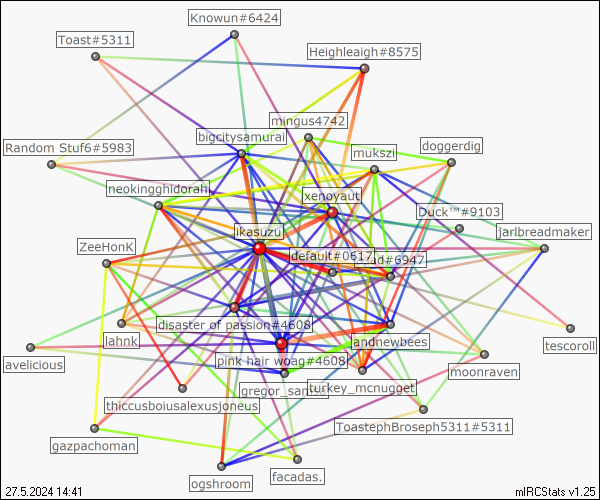 Knowun#6424
Toast#5311
Heighleaigh#8575
mingus4742
bigcitysamurai
doggerdig
Random Stuf6#5983
mukszi
neokingghidorah
xenoyaut
Duck™#9103
jarlbreadmaker
ikasuzu
ZeeHonK
default#0617
#6947
disaster of passion#4608
lahnk
landnewbees
tescoroll
avelicious
pink hair woag#4608
moonraven
gregor_
turkey_mcnugget
thiccusboiusalexusjoneus
ToastephBroseph5311#5311
gazpachoman
facadas.
ogshroom
27.5.2024 14:41
mIRCStats v1.25